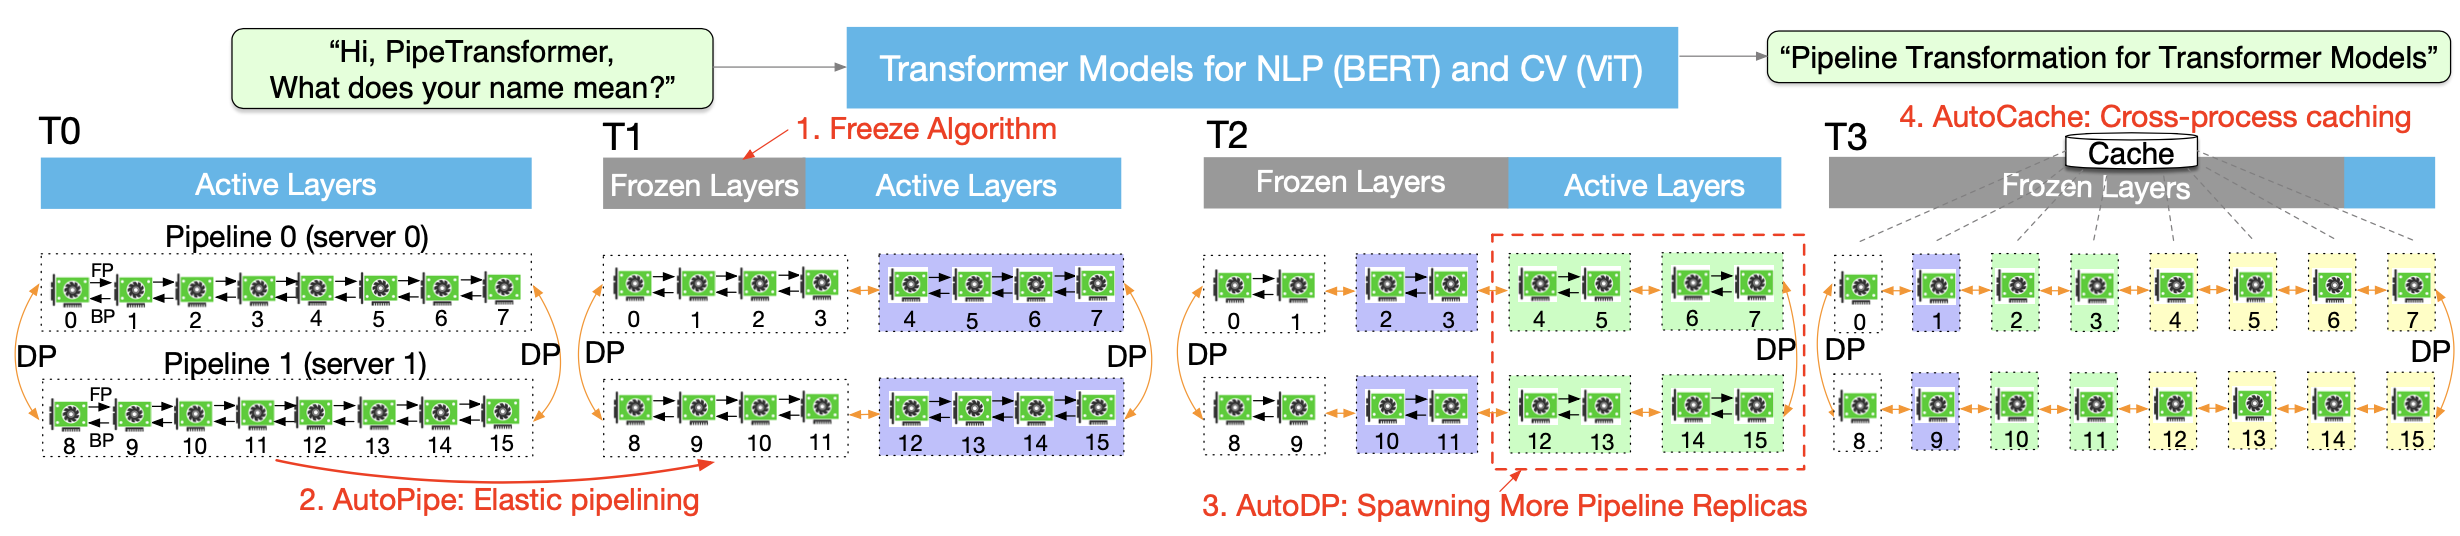 “Hi, PipeTransformer,
What does your name mean?”
Transformer Models for NLP (BERT) and CV (ViT)
“Pipeline Transformation for Transformer Models”
T0
Active Layers
Pipeline 0 (server 0)
FP
BP
0 1 2 3 4 5 6 7
DP DP
Pipeline 1 (server 1)
FP
BP
8 9 10 11 12 13 14 15
2. AutoPipe: Elastic pipelining
T1
1. Freeze Algorithm
Frozen Layers Active Layers
0 1 2 3 4 5 6 7
DP DP
8 9 10 11 12 13 14 15
T2
Frozen Layers Active Layers
0 1 2 3 4 5 6 7
DP DP
8 9 10 11 12 13 14 15
3. AutoDP: Spawning More Pipeline Replicas
T3
4. AutoCache: Cross-process caching
Cache
Frozen Layers
0 1 2 3 4 5 6 7
DP DP
8 9 10 11 12 13 14 15